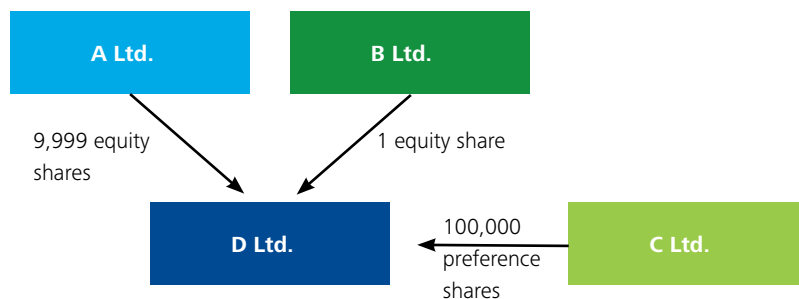 A Ltd.
B Ltd.
9,999 equity
shares
1 equity share
D Ltd.
100,000
preference
shares
C Ltd.